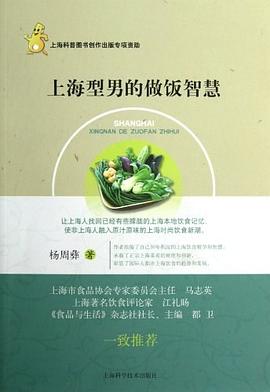 上海科普图书创作出版专项资助
上海型男的做饭智慧
SHANGHAI
XINGNAN DE ZUOFAN ZHIHUI
让上海人找回已经有些朦胧的上海本地饮食记忆,
使非上海人融入原汁原味的上海时尚饮食新潮。
杨周彝 著
上海市食品协会专家委员会主任 马志英
上海著名饮食评论家 江礼旸
《食品与生活》杂志社社长、主编 都 卫
一致推荐
上海科学技术出版社